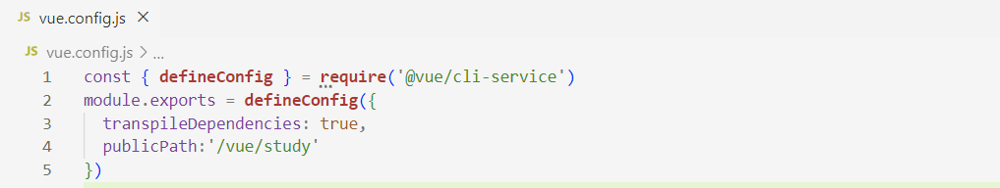 JS vue.config.js ×
JS vue.config.js > ...
1 const { defineConfig } = require('@vue/cli-service')
2 module.exports = defineConfig({
3 transpileDependencies: true,
4 publicPath:'/vue/study'
5 })